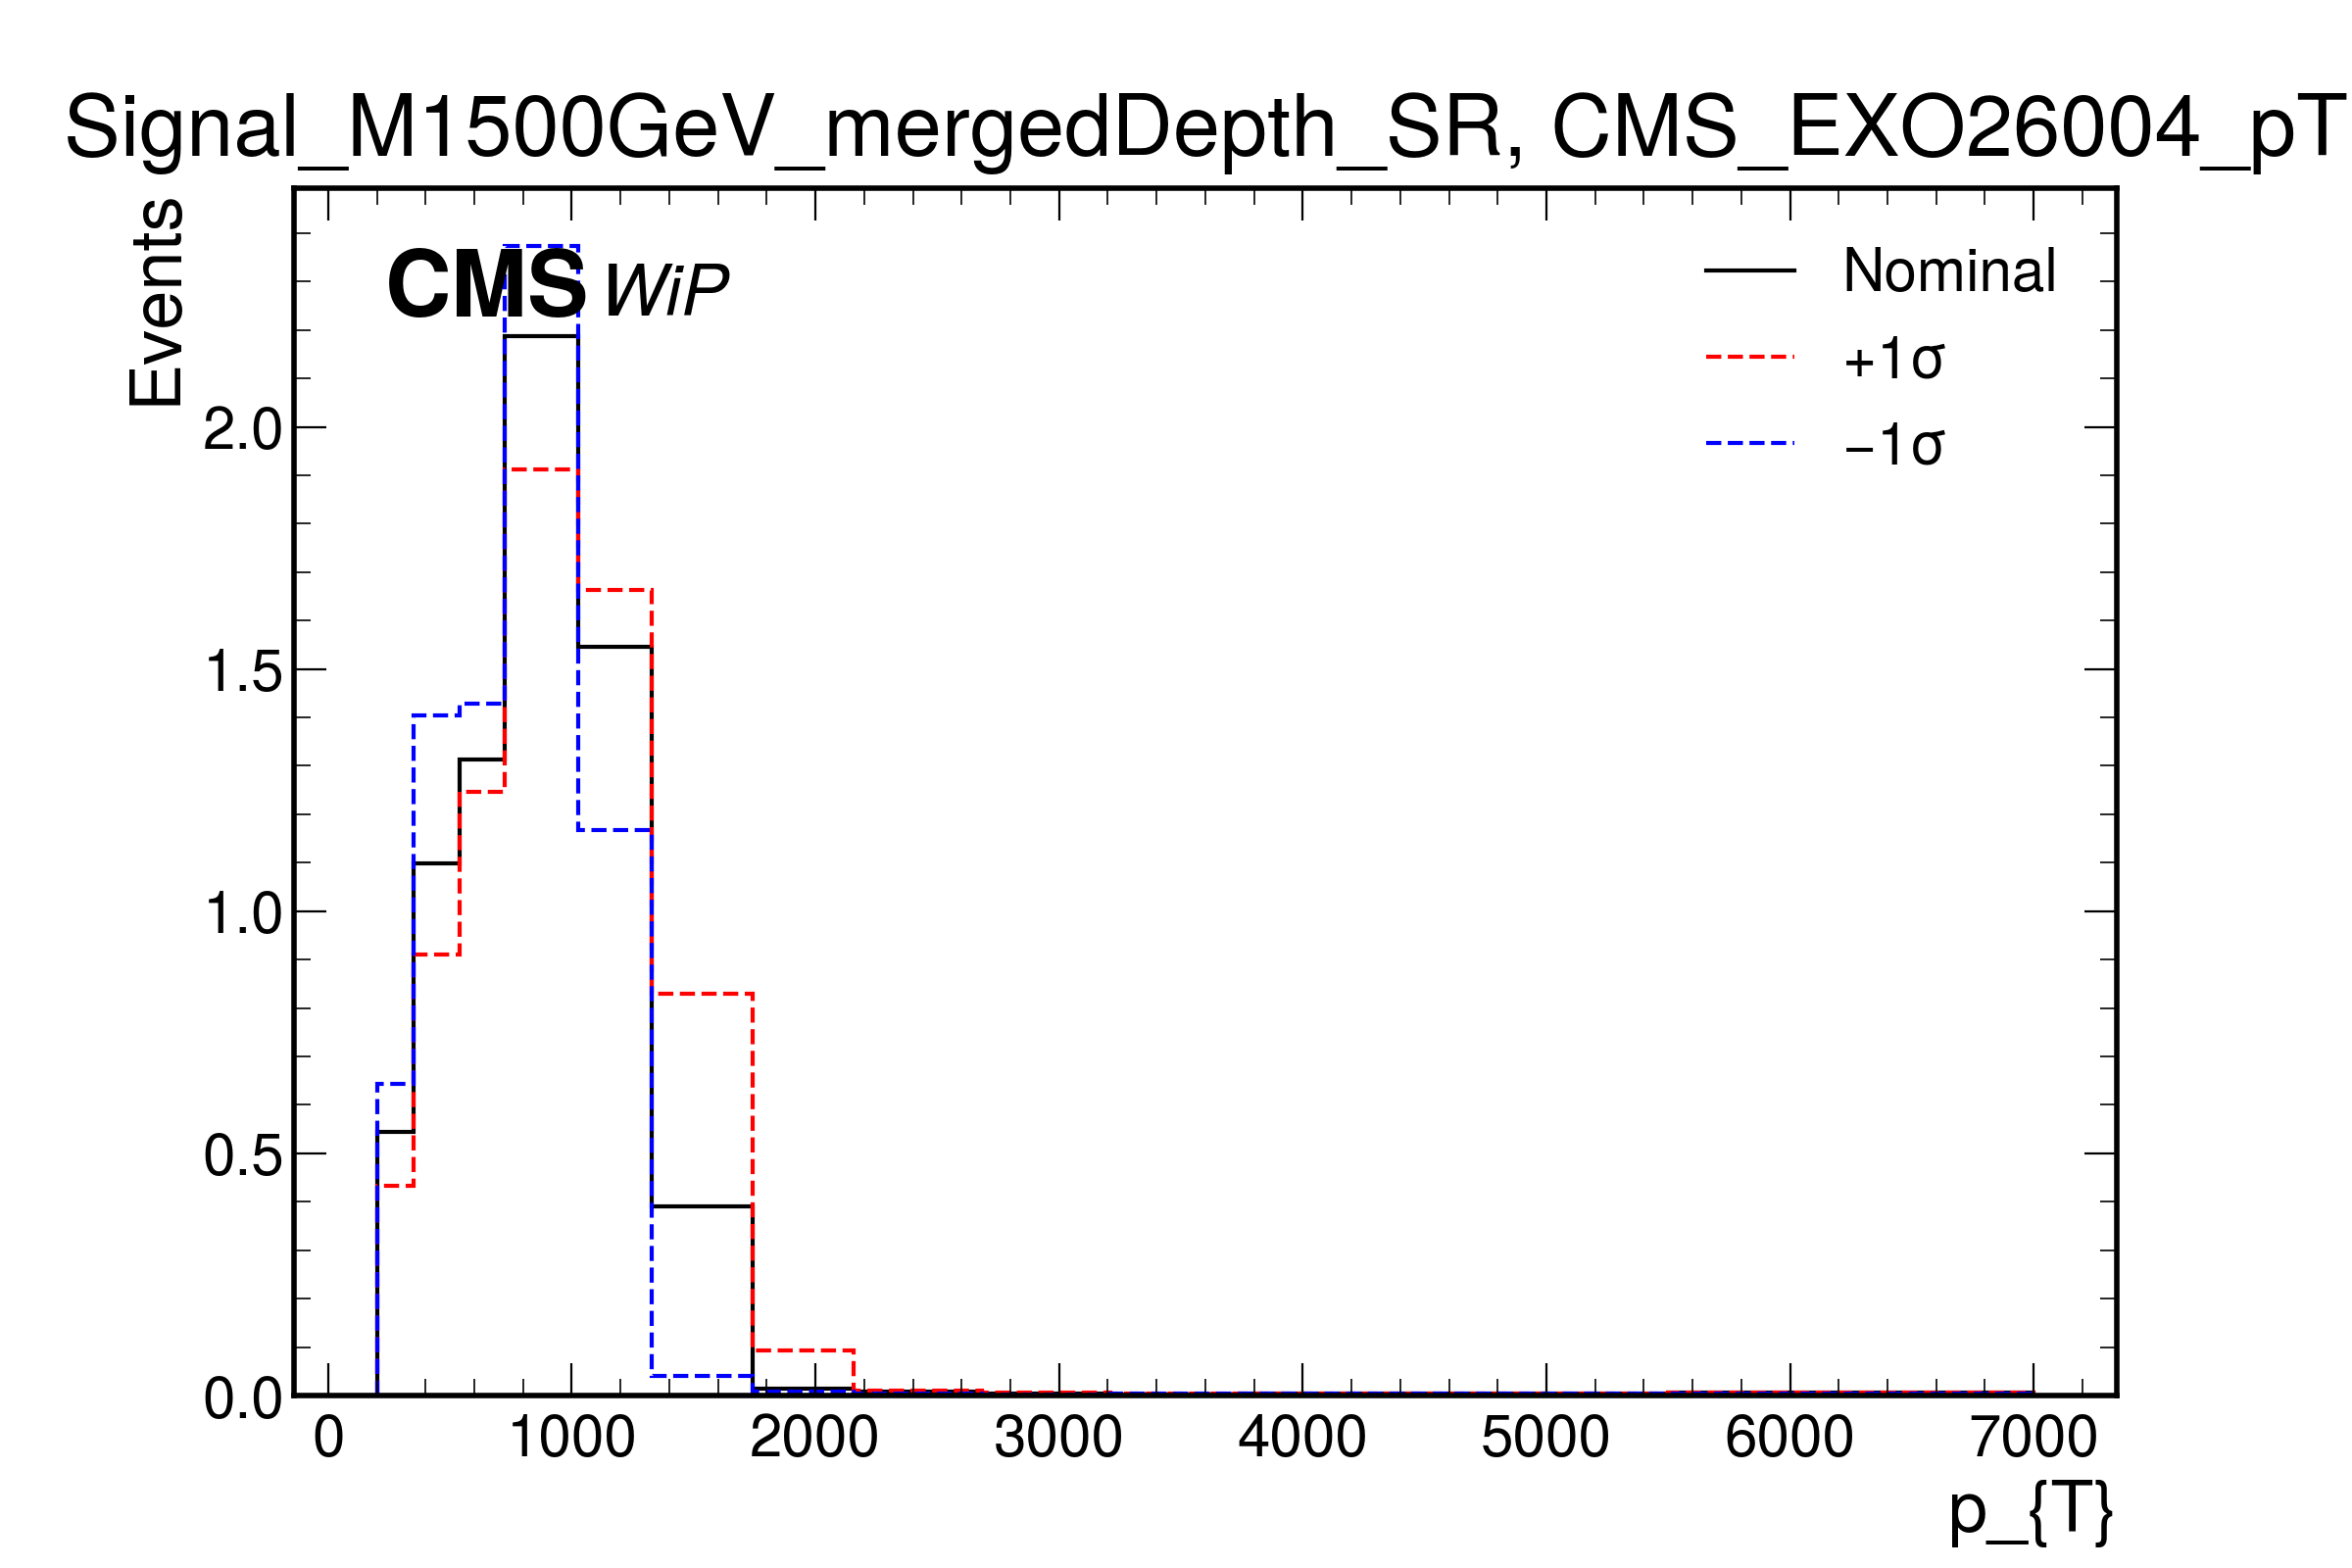 Signal_M1500GeV_mergedDepth_SR, CMS_EXO26004_pT
Events
CMS WiP
Nominal
+1σ
−1σ
2.0
1.5
1.0
0.5
0.0
0 1000 2000 3000 4000 5000 6000 7000
p_{T}